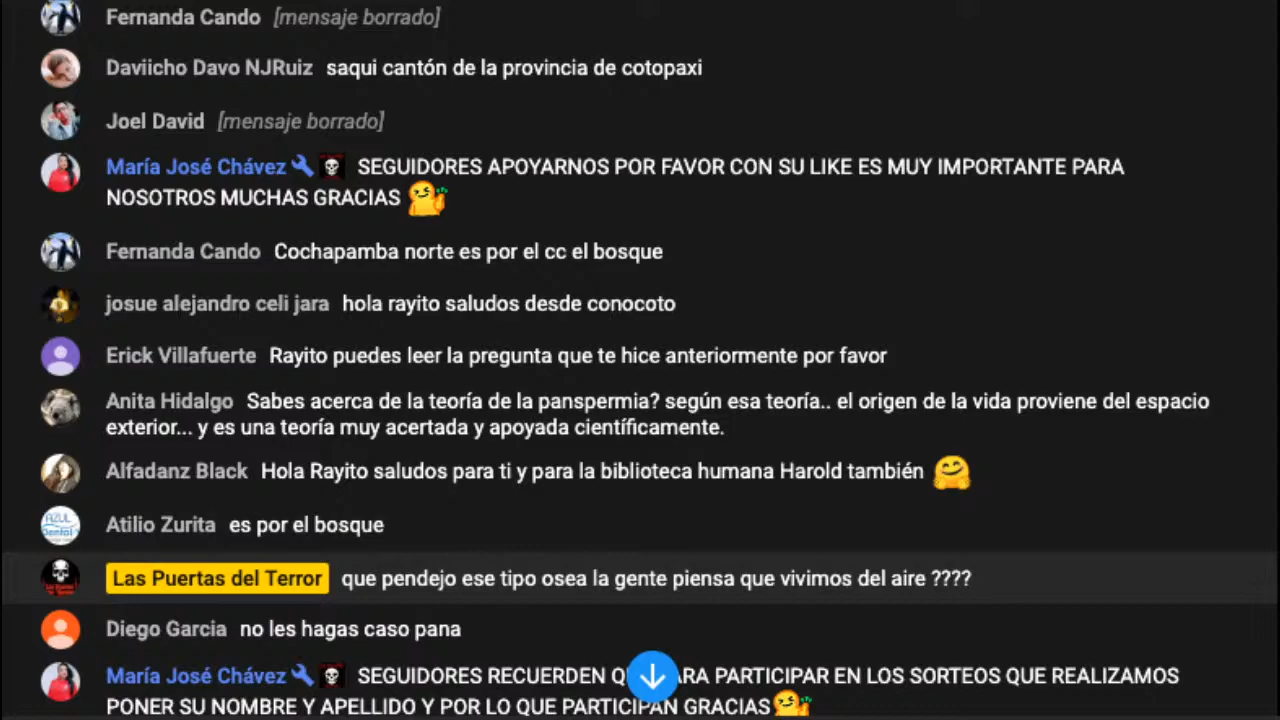 Fernanda Cando [mensaje borrado]
Daviicho Davo NJRuiz saqui cantón de la provincia de cotopaxi
Joel David [mensaje borrado]
María José Chávez SEGUIDORES APOYARNOS POR FAVOR CON SU LIKE ES MUY IMPORTANTE PARA
NOSOTROS MUCHAS GRACIAS
Fernanda Cando Cochapamba norte es por el cc el bosque
josue alejandro celi jara hola rayito saludos desde conocoto
Erick Villafuerte Rayito puedes leer la pregunta que te hice anteriormente por favor
Anita Hidalgo Sabes acerca de la teoría de la panspermia? según esa teoría.. el origen de la vida proviene del espacio
exterior... y es una teoría muy acertada y apoyada científicamente.
Alfadanz Black Hola Rayito saludos para ti y para la biblioteca humana Harold también
AZUL
Dental
Atilio Zurita es por el bosque
Las Puertas del Terror que pendejo ese tipo osea la gente piensa que vivimos del aire ????
Diego Garcia no les hagas caso pana
María José Chávez SEGUIDORES RECUERDEN PARTICIPAR EN LOS SORTEOS QUE REALIZAMOS
PONER SU NOMBRE Y APELLIDO Y POR LO QUE PARTICIPAN GRACIAS